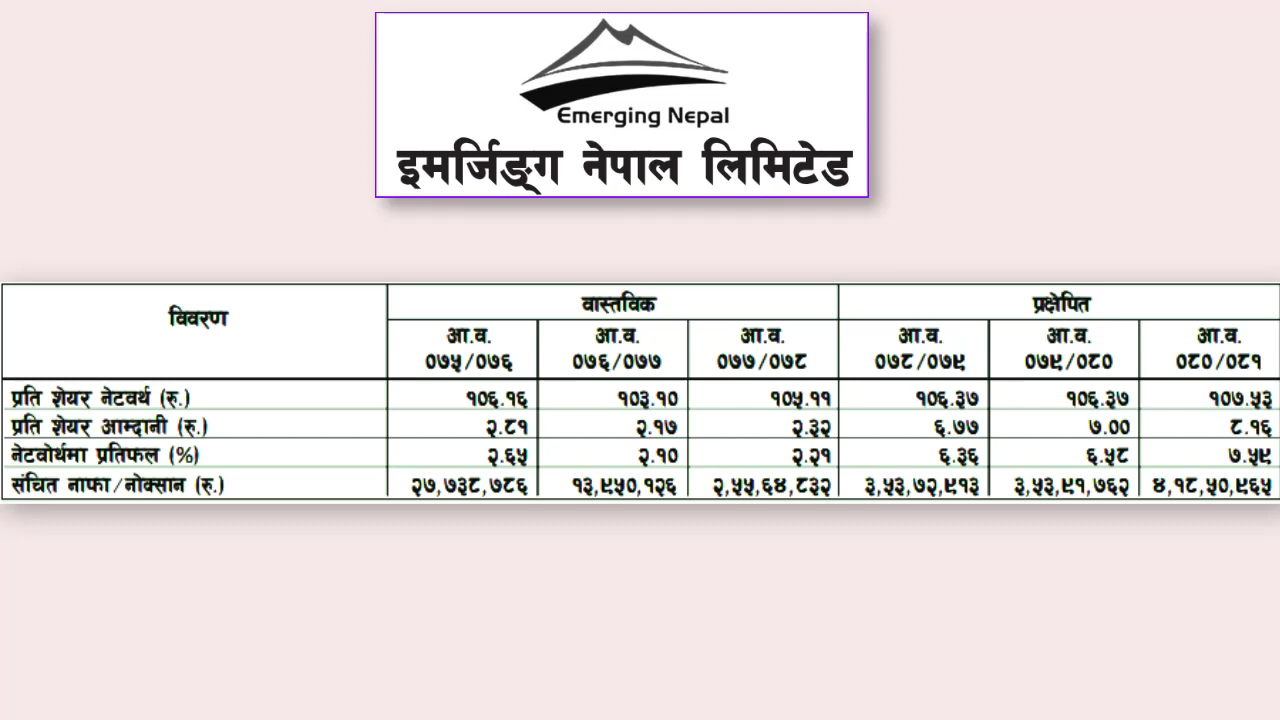 Emerging Nepal
इमर्जिङ्ग नेपाल लिमिटेड
विवरण वास्तविक प्रक्षेपित
आ.व. ०७५/०७६ आ.व. ०७६/०७७ आ.व. ०७७/०७८ आ.व. ०७८/०७९ आ.व. ०७९/०८० आ.व. ०८०/०८१
प्रति शेयर नेटवर्थ (रु.) १०६.१६ १०३.१० १०५.११ १०६.३७ १०६.३७ १०७.५३
प्रति शेयर आम्दानी (रु.) २.८१ २.१७ २.३२ ६.७७ ७.०० ८.१६
नेटवोर्थमा प्रतिफल (%) २.६५ २.१० २.२१ ६.३६ ६.५८ ७.५९
संचित नाफा/नोक्सान (रु.) २७,७३८,७८६ १३,९५०,१२६ २,५५,६४,८३२ ३,५३,७२,९१३ ३,५३,९१,७६२ ४,१८,५०,९६५